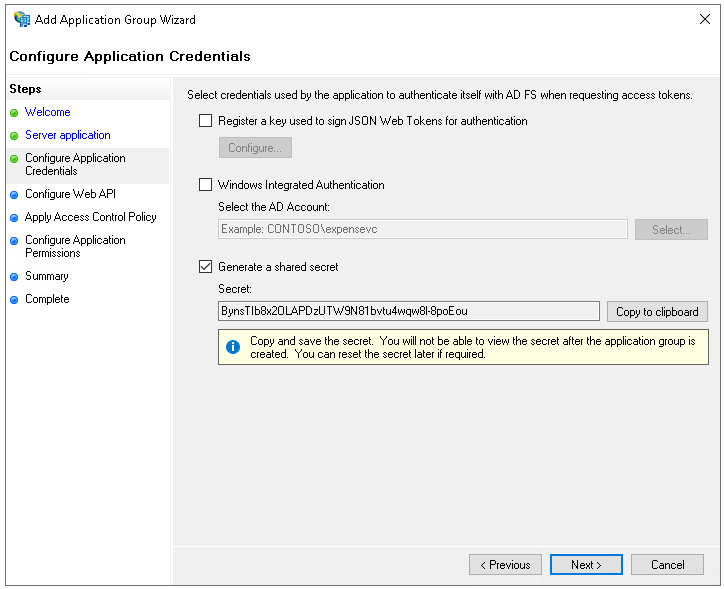 Add Application Group Wizard
Configure Application Credentials
Steps
Welcome
Server application
Configure Application
Credentials
Configure Web API
Apply Access Control Policy
Configure Application
Permissions
Summary
Complete
Select credentials used by the application to authenticate itself with AD FS when requesting access tokens.
Register a key used to sign JSON Web Tokens for authentication
Configure...
Windows Integrated Authentication
Select the AD Account:
Example: CONTOSO\expensevc
Select...
Generate a shared secret
Secret:
BynsTIb8x2OLAPDzUTW9N81bvtu4wqw8I-8poEou
Copy to clipboard
Copy and save the secret. You will not be able to view the secret after the application group is
created. You can reset the secret later if required.
< Previous
Next >
Cancel